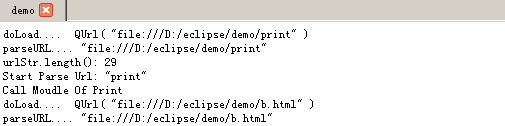 demo
doLoad.... QUrl( "file:///D:/eclipse/demo/print" )
parseURL.... "file:///D:/eclipse/demo/print"
urlStr.length(): 29
Start Parse Url: "print"
Call Moudle Of Print
doLoad.... QUrl( "file:///D:/eclipse/demo/b.html" )
parseURL.... "file:///D:/eclipse/demo/b.html"